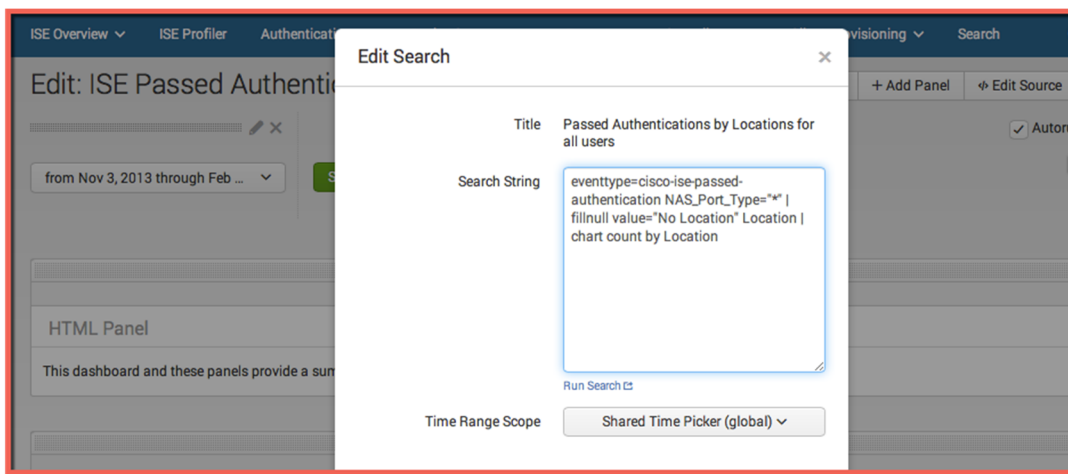 ISE Overview ISE Profiler Authenticati visioning Search
Edit Search
Edit: ISE Passed Authentic
+ Add Panel Edit Source
Title Passed Authentications by Locations for
all users
Autoru
from Nov 3, 2013 through Feb ...
S
Search String eventtype=cisco-ise-passed-
authentication NAS_Port_Type="*" |
fillnull value="No Location" Location |
chart count by Location
HTML Panel
This dashboard and these panels provide a sum
Run Search
Time Range Scope Shared Time Picker (global)